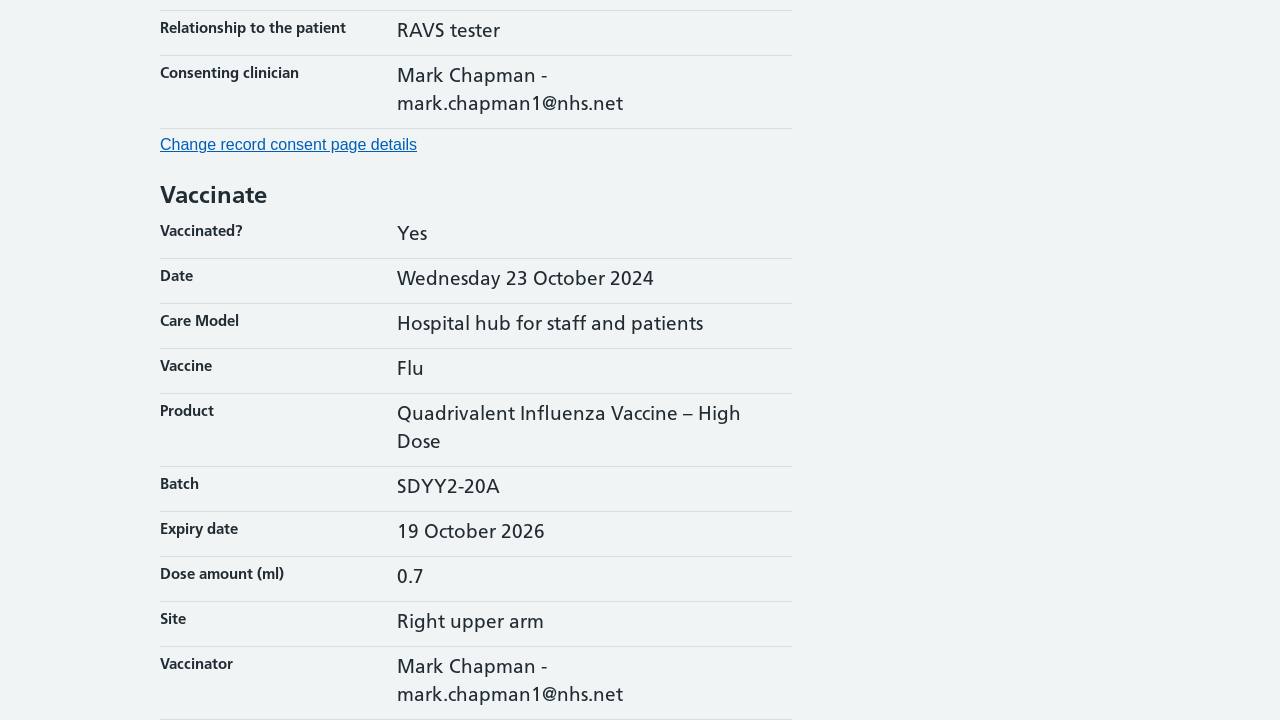 Relationship to the patient
RAVS tester
Consenting clinician
Mark Chapman -
mark.chapman1@nhs.net
Change record consent page details
Vaccinate
Vaccinated?
Yes
Date
Wednesday 23 October 2024
Care Model
Hospital hub for staff and patients
Vaccine
Flu
Product
Quadrivalent Influenza Vaccine – High
Dose
Batch
SDYY2-20A
Expiry date
19 October 2026
Dose amount (ml)
0.7
Site
Right upper arm
Vaccinator
Mark Chapman -
mark.chapman1@nhs.net